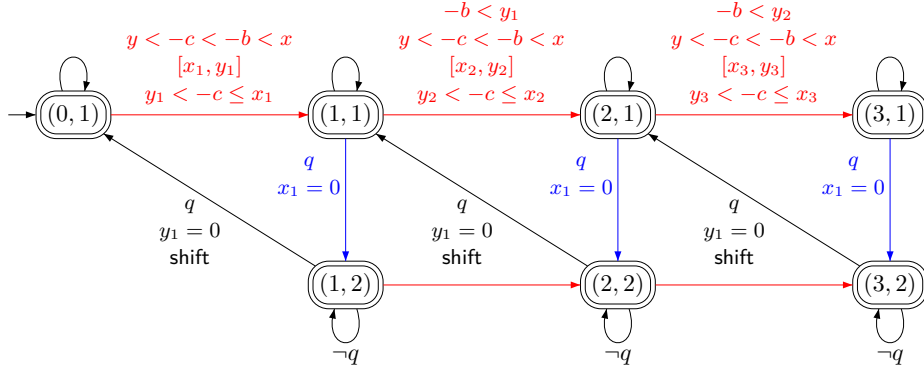 −b < y₁
−b < y₂
y < −c < −b < x
y < −c < −b < x
y < −c < −b < x
[x₁, y₁]
[x₂, y₂]
[x₃, y₃]
y₁ < −c ≤ x₁
y₂ < −c ≤ x₂
y₃ < −c ≤ x₃
(0, 1)
(1, 1)
(2, 1)
(3, 1)
q
x₁ = 0
q
x₁ = 0
q
x₁ = 0
q
y₁ = 0
shift
q
y₁ = 0
shift
q
y₁ = 0
shift
(1, 2)
(2, 2)
(3, 2)
¬q
¬q
¬q